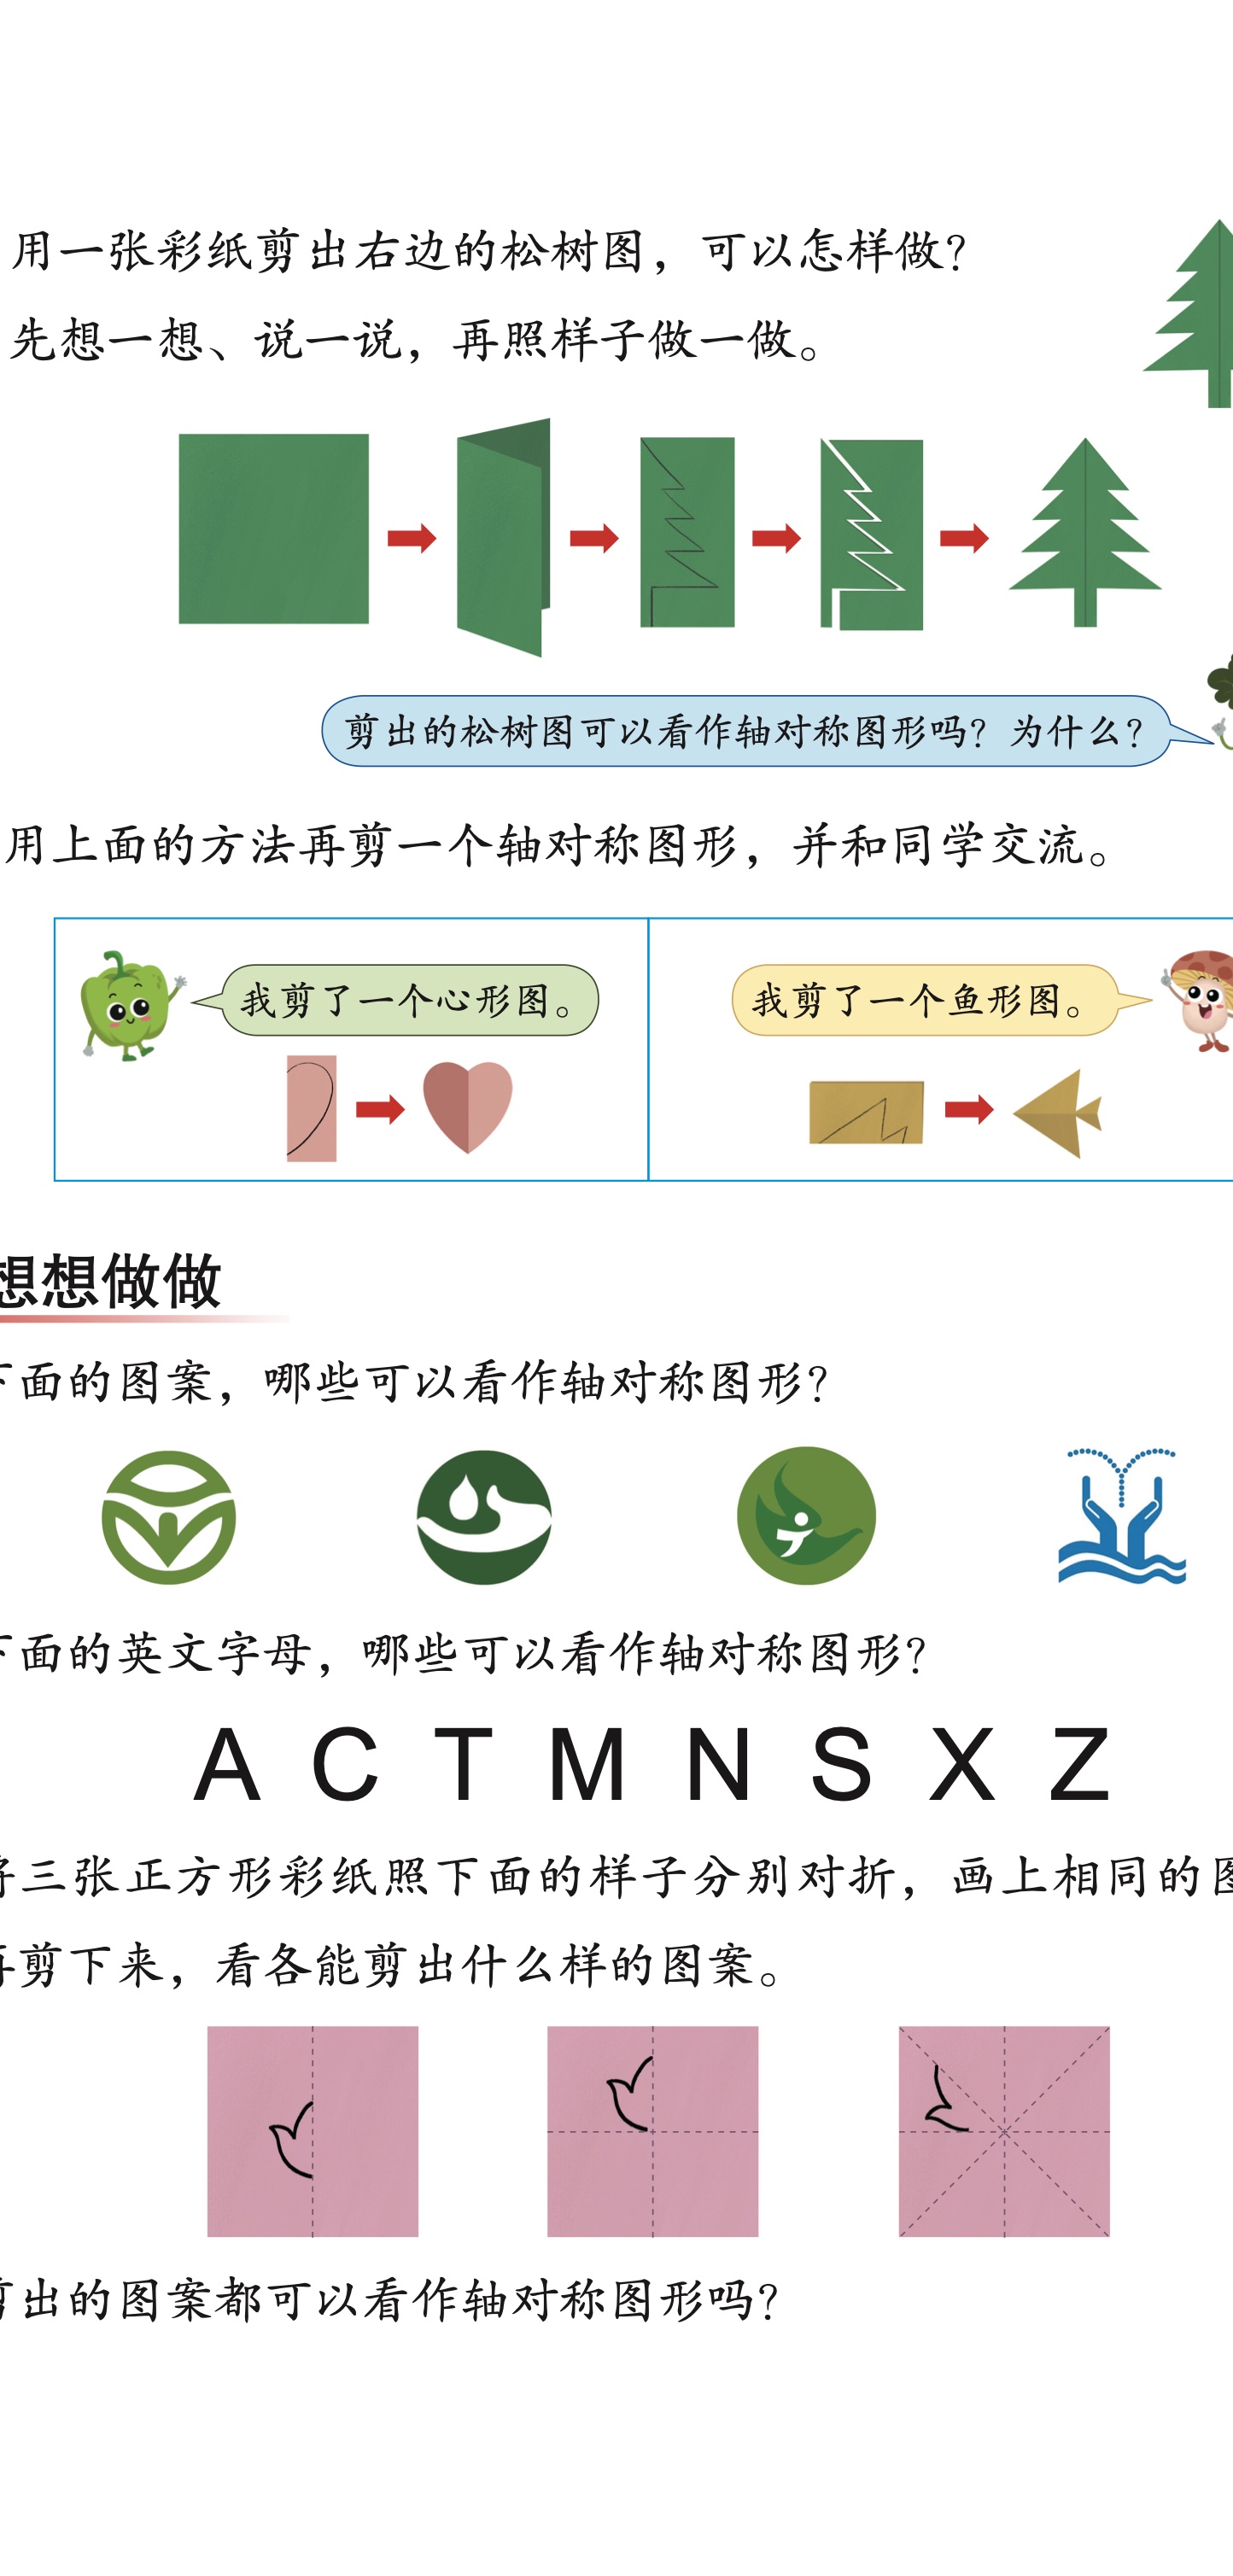 用一张彩纸剪出右边的松树图，可以怎样做？
先想一想、说一说，再照样子做一做。
剪出的松树图可以看作轴对称图形吗？为什么？
用上面的方法再剪一个轴对称图形，并和同学交流。
我剪了一个心形图。
我剪了一个鱼形图。
想想做做
下面的图案，哪些可以看作轴对称图形？
下面的英文字母，哪些可以看作轴对称图形？
A C T M N S X Z
将三张正方形彩纸照下面的样子分别对折，画上相同的图
再剪下来，看各能剪出什么样的图案。
剪出的图案都可以看作轴对称图形吗？